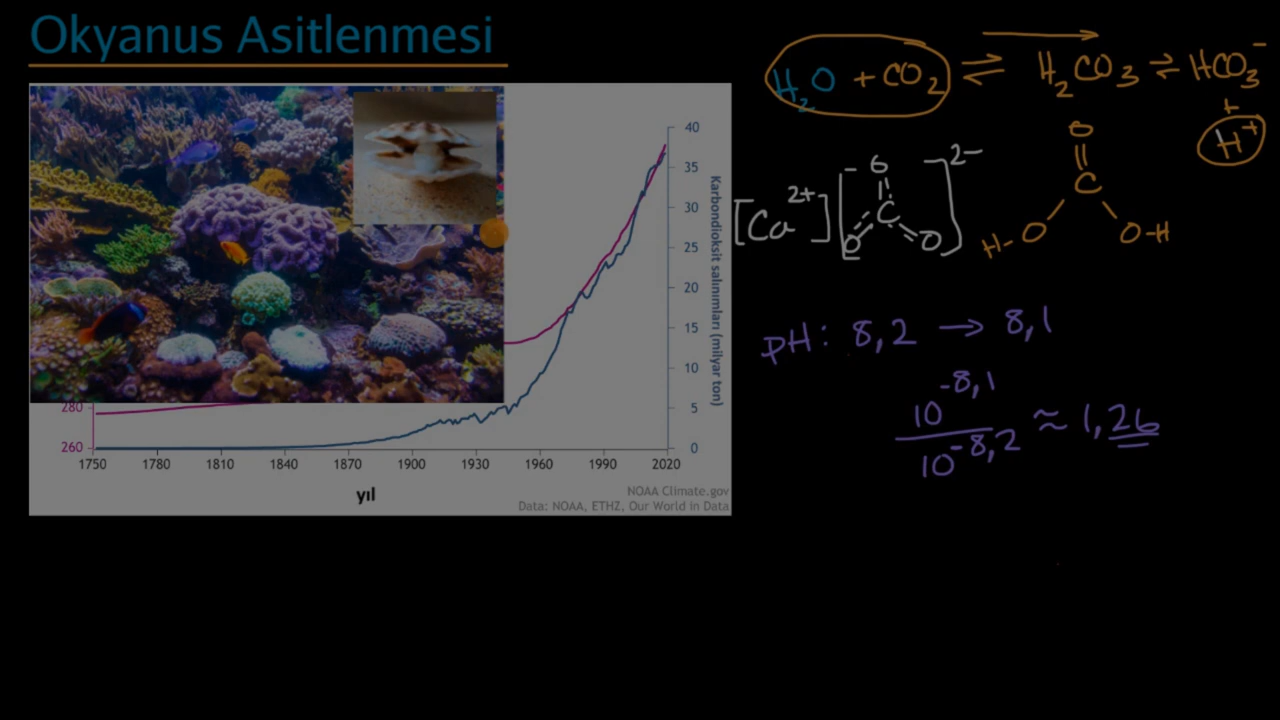 Okyanus Asitlenmesi
H₂O + CO₂ ⇌ H₂CO₃ ⇌ HCO₃⁻
+
H⁺
O
C
H-O O-H
[Ca²⁺] [O C O O]²⁻
pH: 8,2 → 8,1
10^-8,1 / 10^-8,2 ≈ 1,26
40
35
30
25
20
15
10
5
0
Karbondioksit salınımları (milyar ton)
280
260
1750 1780 1810 1840 1870 1900 1930 1960 1990 2020
yıl
NOAA Climate.gov
Data: NOAA, ETHZ, Our World in Data